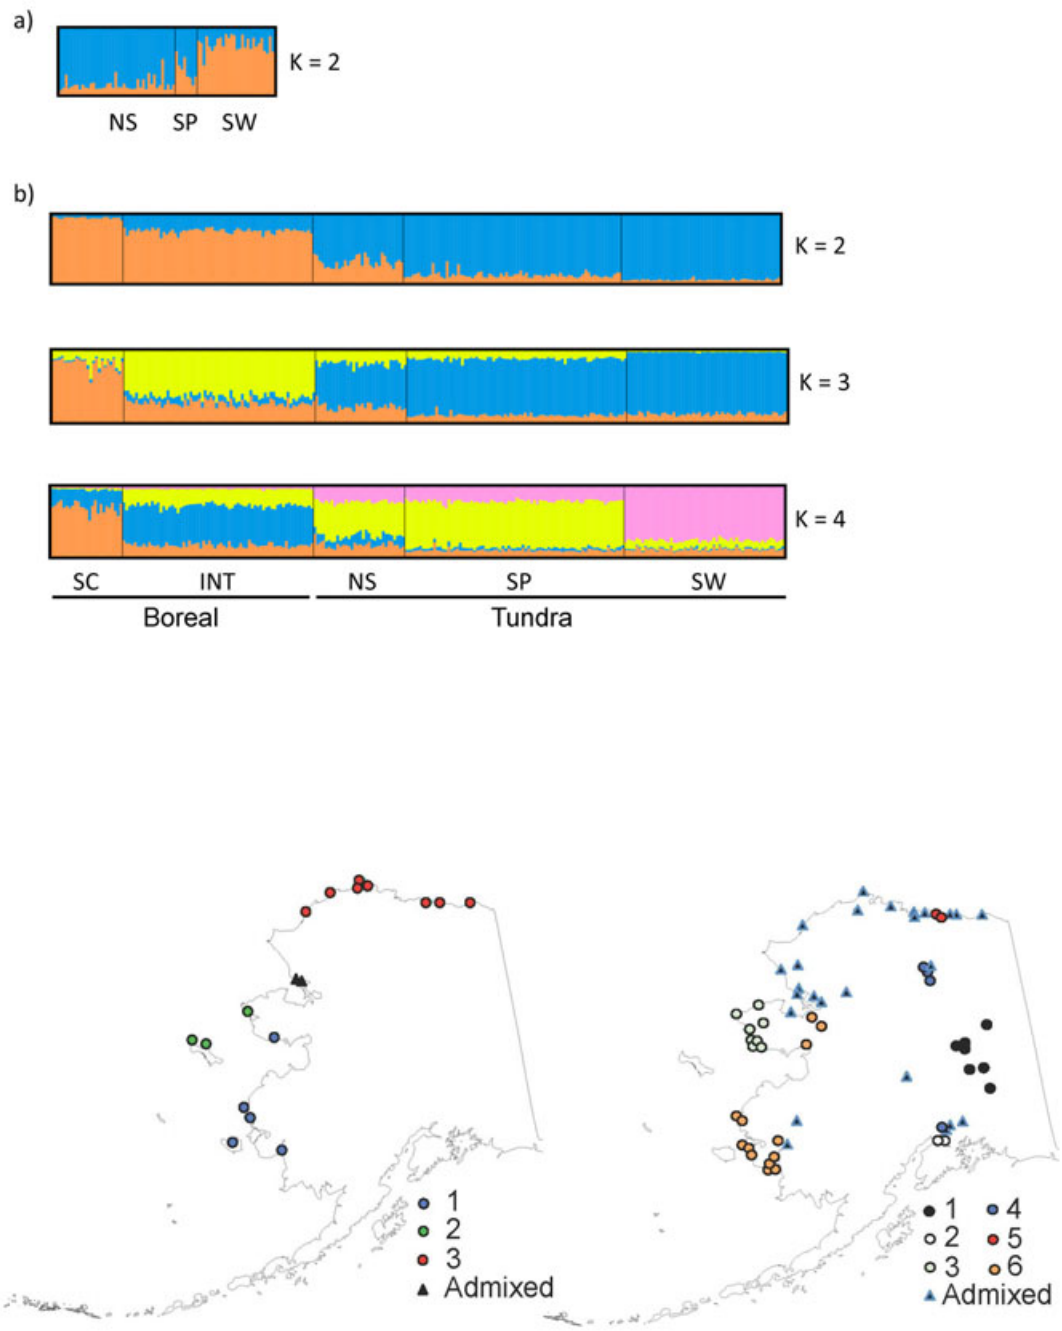 a)
K = 2
NS SP SW
b)
K = 2
K = 3
K = 4
SC INT NS SP SW
Boreal Tundra
1
2
3
Admixed
1 4
2 5
3 6
Admixed